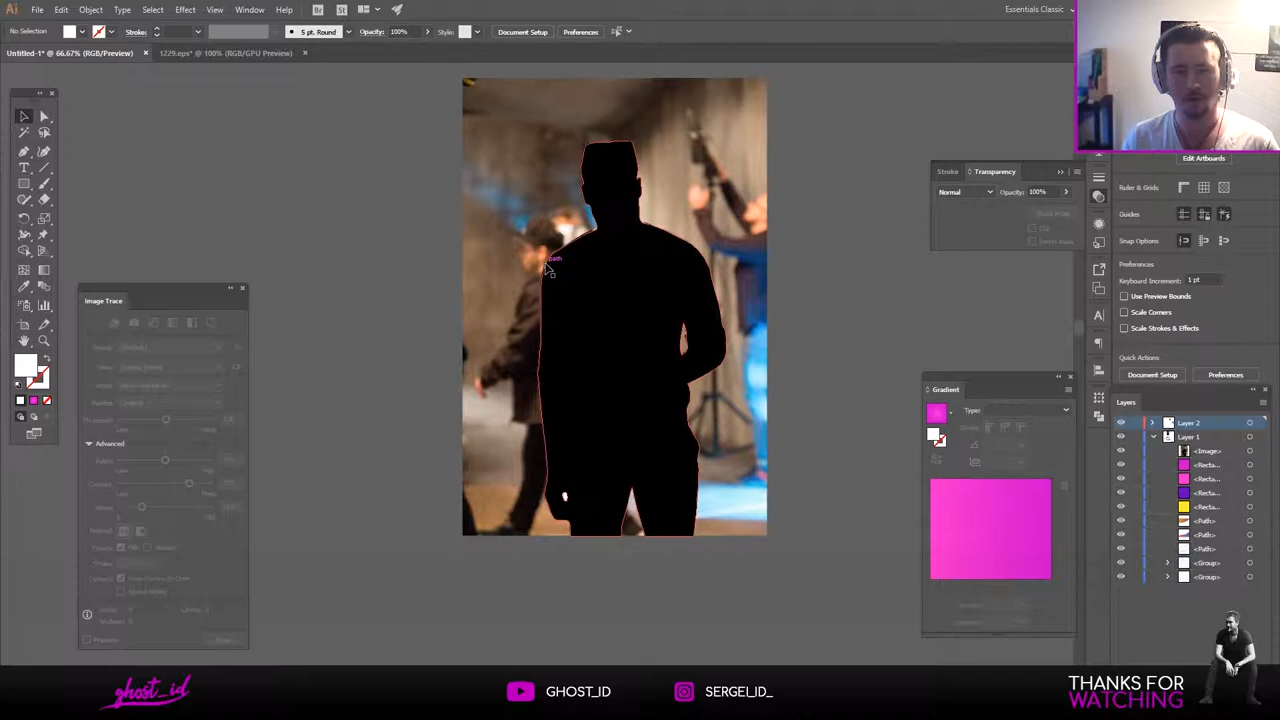 Ai File Edit Object Type Select Effect View Window Help Br St Essentials Classic
No Selection Stroke: 5 pt. Round Opacity: 100% Style: Document Setup Preferences
Untitled-1* @ 66.67% (RGB/Preview) × 1229.eps* @ 100% (RGB/GPU Preview) ×
Edit Artboards
Stroke Transparency
Ruler & Grids
Normal Opacity: 100%
Guides
Snap Options
path
Preferences
Keyboard Increment: 1 pt
Use Preview Bounds
Image Trace
Scale Corners
Scale Strokes & Effects
Quick Actions
Document Setup Preferences
Gradient
Type:
Layers
Layer 2
Layer 1
Advanced
<Image>
<Recta...
<Recta...
<Recta...
<Recta...
<Path>
<Path>
<Path>
<Group>
<Group>
ghost_id GHOST_ID SERGEI_ID_
THANKS FOR
WATCHING